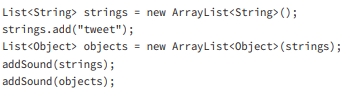 List<String> strings = new ArrayList<String>();
strings.add("tweet");
List<Object> objects = new ArrayList<Object>(strings);
addSound(strings);
addSound(objects);